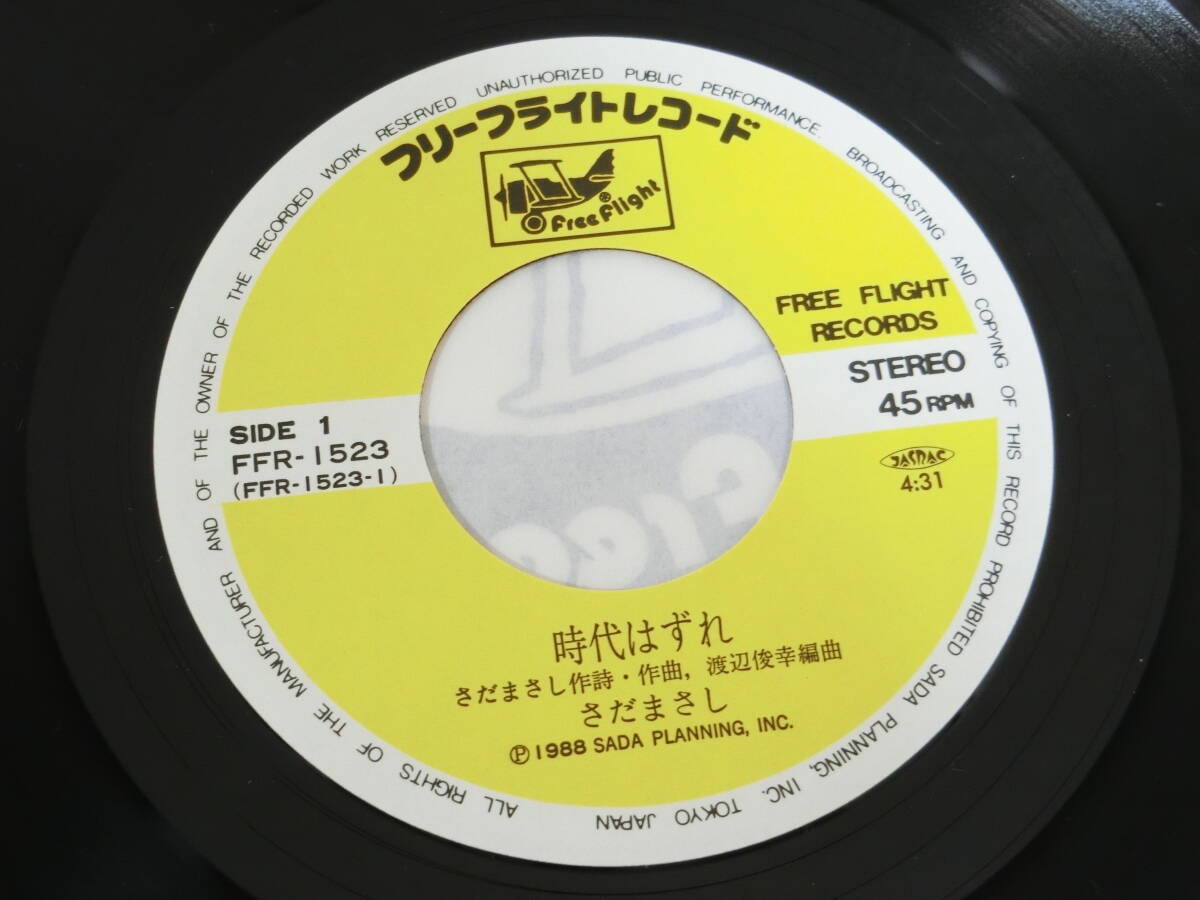 ALL RIGHTS OF THE MANUFACTURER AND OF THE OWNER OF THE RECORDED WORK RESERVED UNAUTHORIZED PUBLIC PERFORMANCE. BROADCASTING AND COPYING OF THIS RECORD PROHIBITED SADA PLANNING, INC. TOKYO JAPAN
フリーフライトレコード
Free Flight®
FREE FLIGHT
RECORDS
STEREO
45 RPM
SIDE 1
FFR-1523
(FFR-1523-1)
JASRAC
4:31
free
時代はずれ
さだまさし作詩・作曲, 渡辺俊幸編曲
さだまさし
Ⓟ1988 SADA PLANNING, INC.